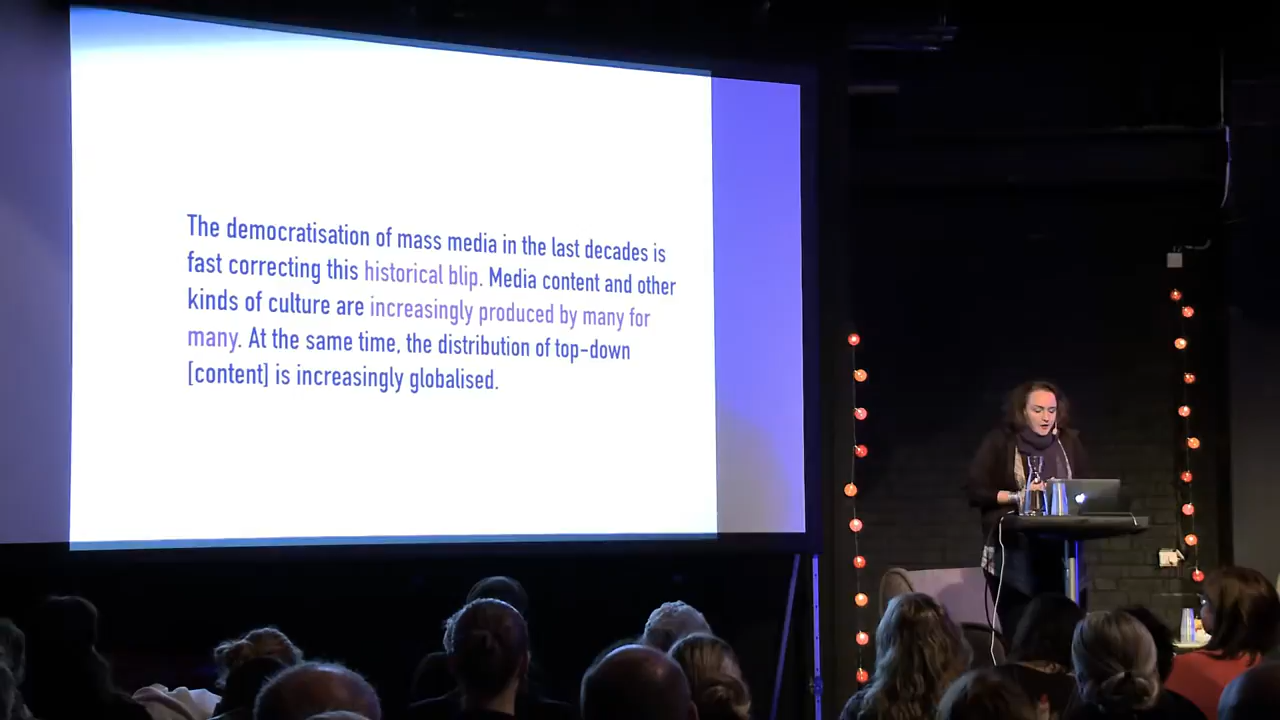 The democratisation of mass media in the last decades is
fast correcting this historical blip. Media content and other
kinds of culture are increasingly produced by many for
many. At the same time, the distribution of top-down
[content] is increasingly globalised.